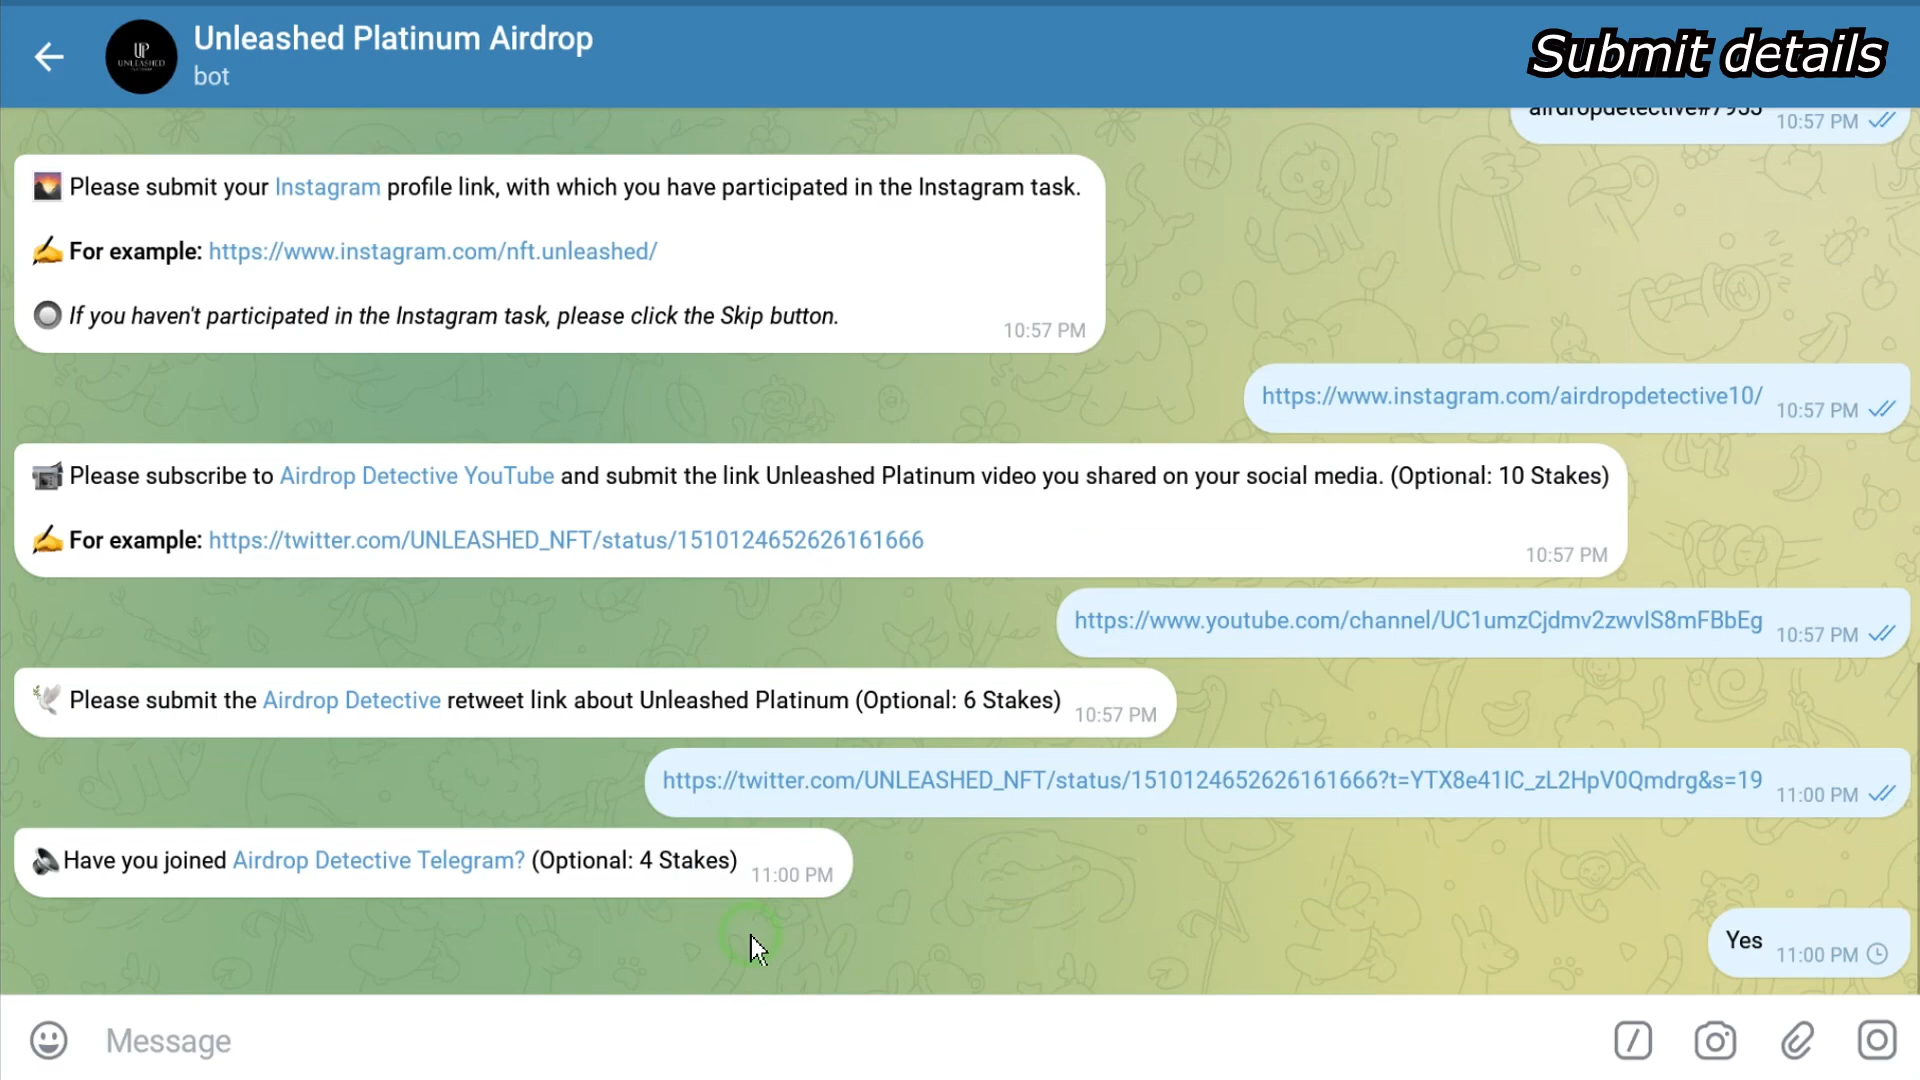 Unleashed Platinum Airdrop
bot
Submit details
UP
UNLEASHED
10:57 PM
Please submit your Instagram profile link, with which you have participated in the Instagram task.
For example: https://www.instagram.com/nft.unleashed/
If you haven't participated in the Instagram task, please click the Skip button.
10:57 PM
https://www.instagram.com/airdropdetective10/
10:57 PM
Please subscribe to Airdrop Detective YouTube and submit the link Unleashed Platinum video you shared on your social media. (Optional: 10 Stakes)
For example: https://twitter.com/UNLEASHED_NFT/status/1510124652626161666
10:57 PM
https://www.youtube.com/channel/UC1umzCjdmv2zwvIS8mFBbEg
10:57 PM
Please submit the Airdrop Detective retweet link about Unleashed Platinum (Optional: 6 Stakes)
10:57 PM
https://twitter.com/UNLEASHED_NFT/status/1510124652626161666?t=YTX8e41IC_zL2HpV0Qmdrg&s=19
11:00 PM
Have you joined Airdrop Detective Telegram? (Optional: 4 Stakes)
11:00 PM
Yes
11:00 PM
Message